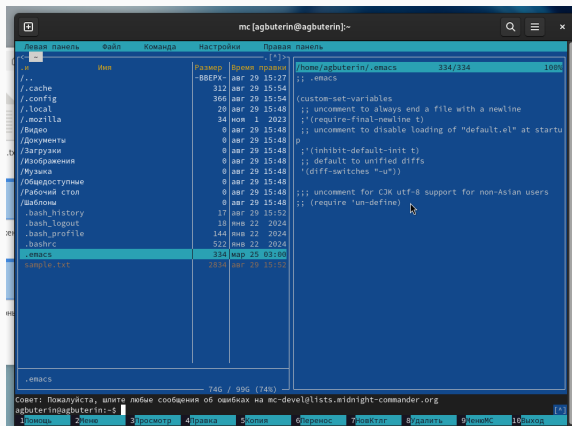 mc [agbuterin@agbuterin]:~
Левая панель Файл Команда Настройки Правая панель
<— ~ .[^]>
.и Имя Размер Время правки
/.. -ВВЕРХ- авг 29 15:27
/.cache 312 авг 29 15:54
/.config 366 авг 29 15:54
/.local 20 авг 29 15:48
/.mozilla 34 ноя 1 2023
/Видео 0 авг 29 15:48
/Документы 0 авг 29 15:48
/Загрузки 0 авг 29 15:48
/Изображения 0 авг 29 15:48
/Музыка 0 авг 29 15:48
/Общедоступные 0 авг 29 15:48
/Рабочий стол 0 авг 29 15:48
/Шаблоны 0 авг 29 15:48
.bash_history 17 авг 29 15:52
.bash_logout 18 янв 22 2024
.bash_profile 144 янв 22 2024
.bashrc 522 янв 22 2024
.emacs 334 мар 25 03:00
sample.txt 2834 авг 29 15:52
.emacs
74G / 99G (74%)
/home/agbuterin/.emacs 334/334 100%
;; .emacs
(custom-set-variables
;; uncomment to always end a file with a newline
;'(require-final-newline t)
;; uncomment to disable loading of "default.el" at startu
p
;'(inhibit-default-init t)
;; default to unified diffs
'(diff-switches "-u"))
;;; uncomment for CJK utf-8 support for non-Asian users
;; (require 'un-define)
Совет: Пожалуйста, шлите любые сообщения об ошибках на mc-devel@lists.midnight-commander.org
agbuterin@agbuterin:~$ [^]
1Помощь 2Меню 3Просмотр 4Правка 5Копия 6Перенос 7НовКтлг 8Удалить 9МенюMC 10Выход